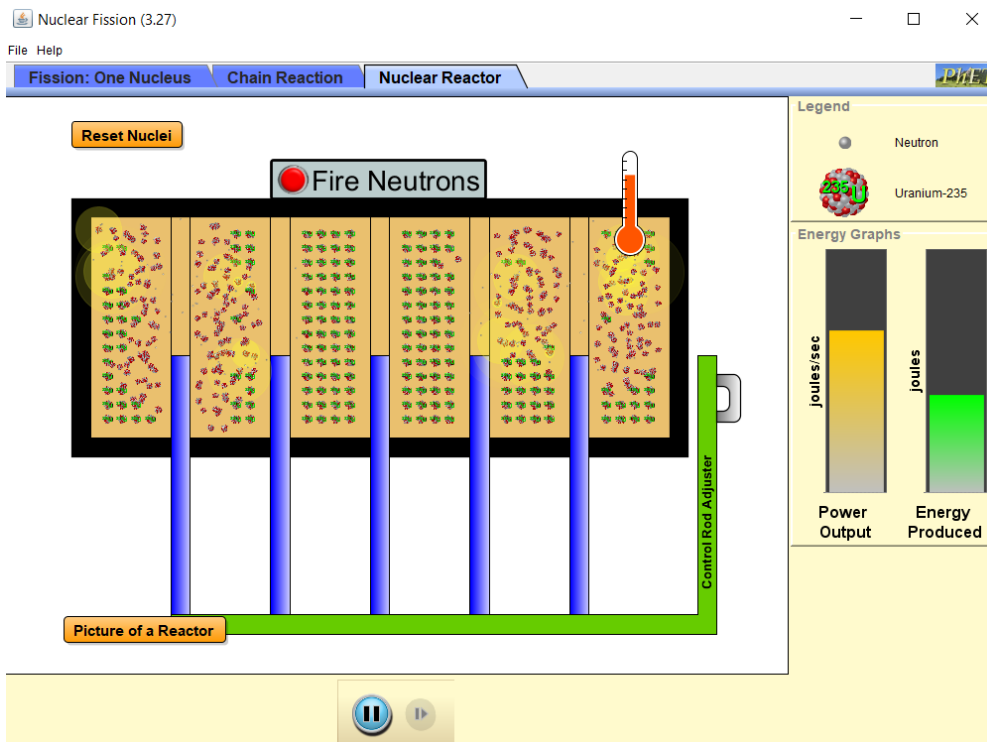 Nuclear Fission (3.27)
File Help
Fission: One Nucleus
Chain Reaction
Nuclear Reactor
Reset Nuclei
Fire Neutrons
Control Rod Adjuster
Picture of a Reactor
Legend
Neutron
235 U
Uranium-235
Energy Graphs
joules/sec
joules
Power
Output
Energy
Produced